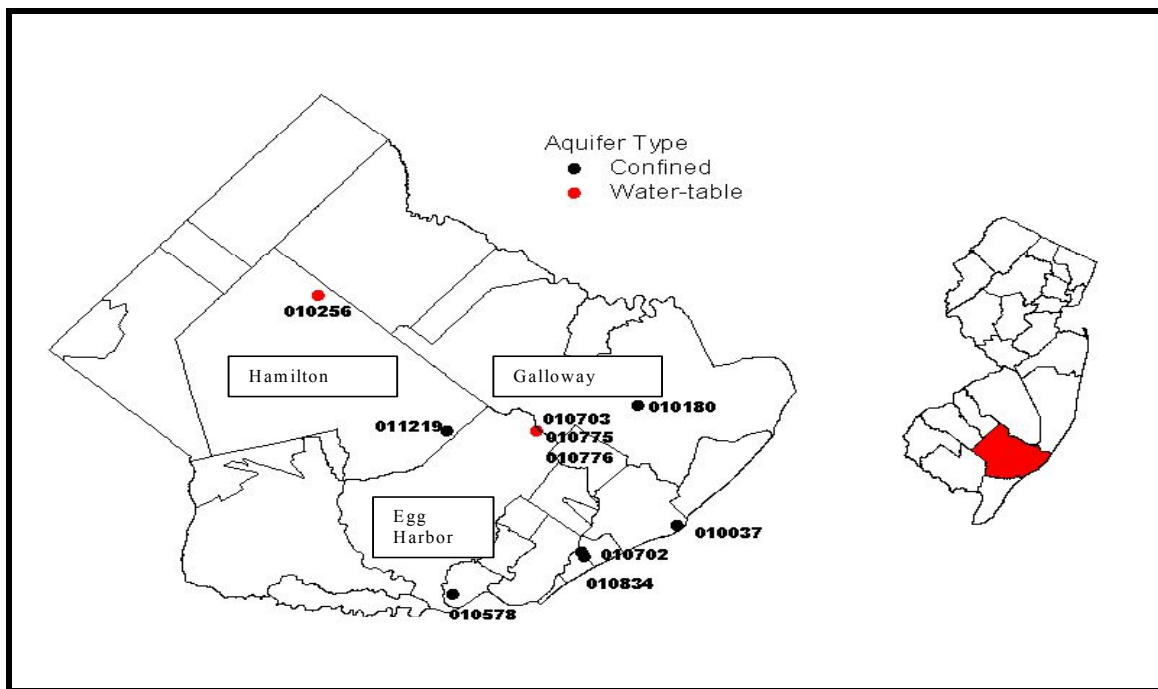 Aquifer Type
Confined
Water-table
010256
Hamilton
Galloway
010180
011219
010703
010775
010776
Egg
Harbor
010037
010702
010834
010578